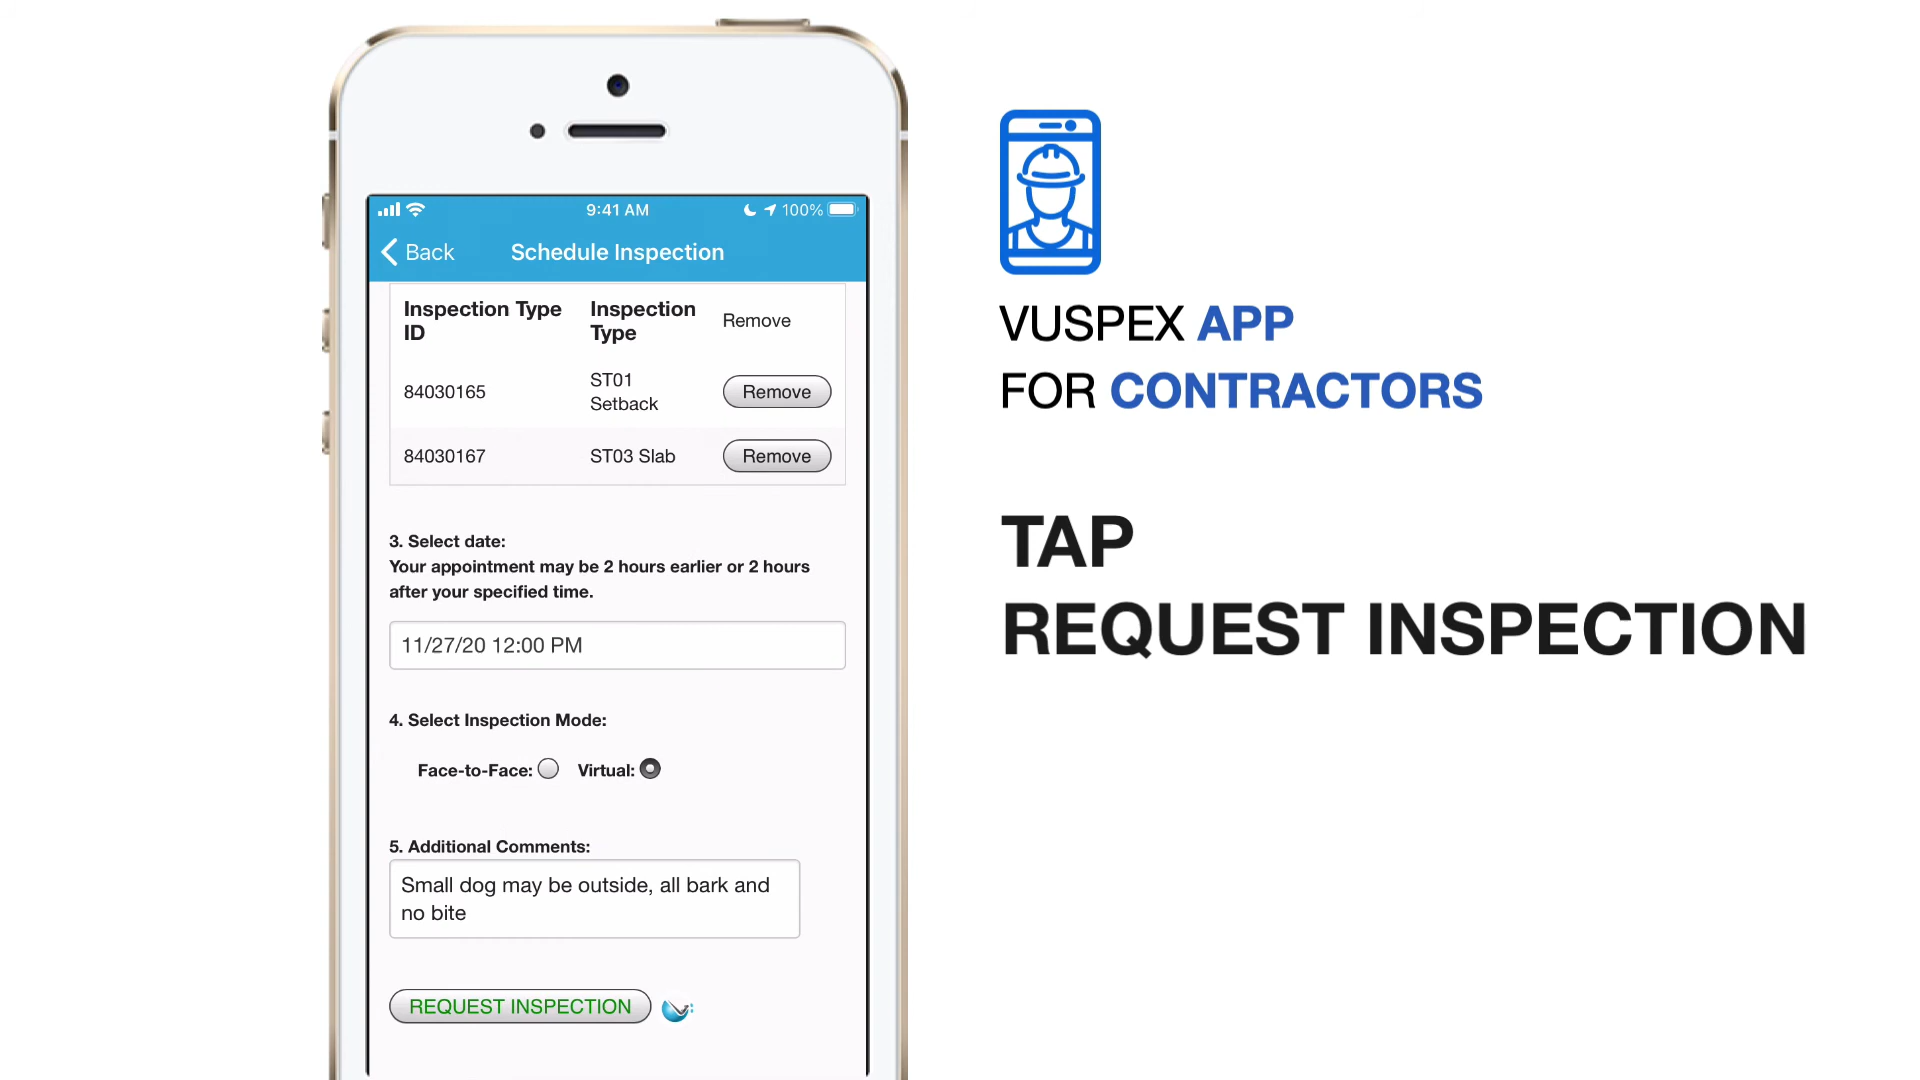 9:41 AM
100%
Back
Schedule Inspection
Inspection Type ID
Inspection Type
Remove
84030165
ST01 Setback
Remove
84030167
ST03 Slab
Remove
3. Select date:
Your appointment may be 2 hours earlier or 2 hours
after your specified time.
11/27/20 12:00 PM
4. Select Inspection Mode:
Face-to-Face:
Virtual:
5. Additional Comments:
Small dog may be outside, all bark and
no bite
REQUEST INSPECTION
VUSPEX APP
FOR CONTRACTORS
TAP
REQUEST INSPECTION